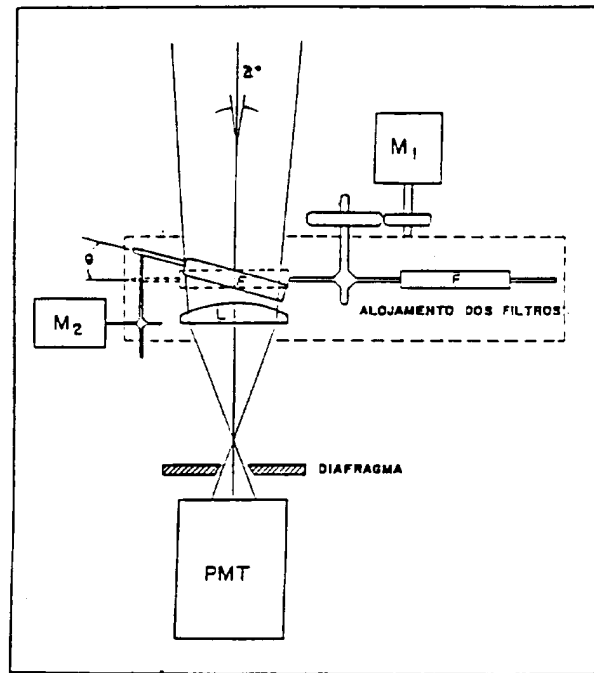 2°
M1
θ
F
F
ALOJAMENTO DOS FILTROS
L
M2
DIAFRAGMA
PMT